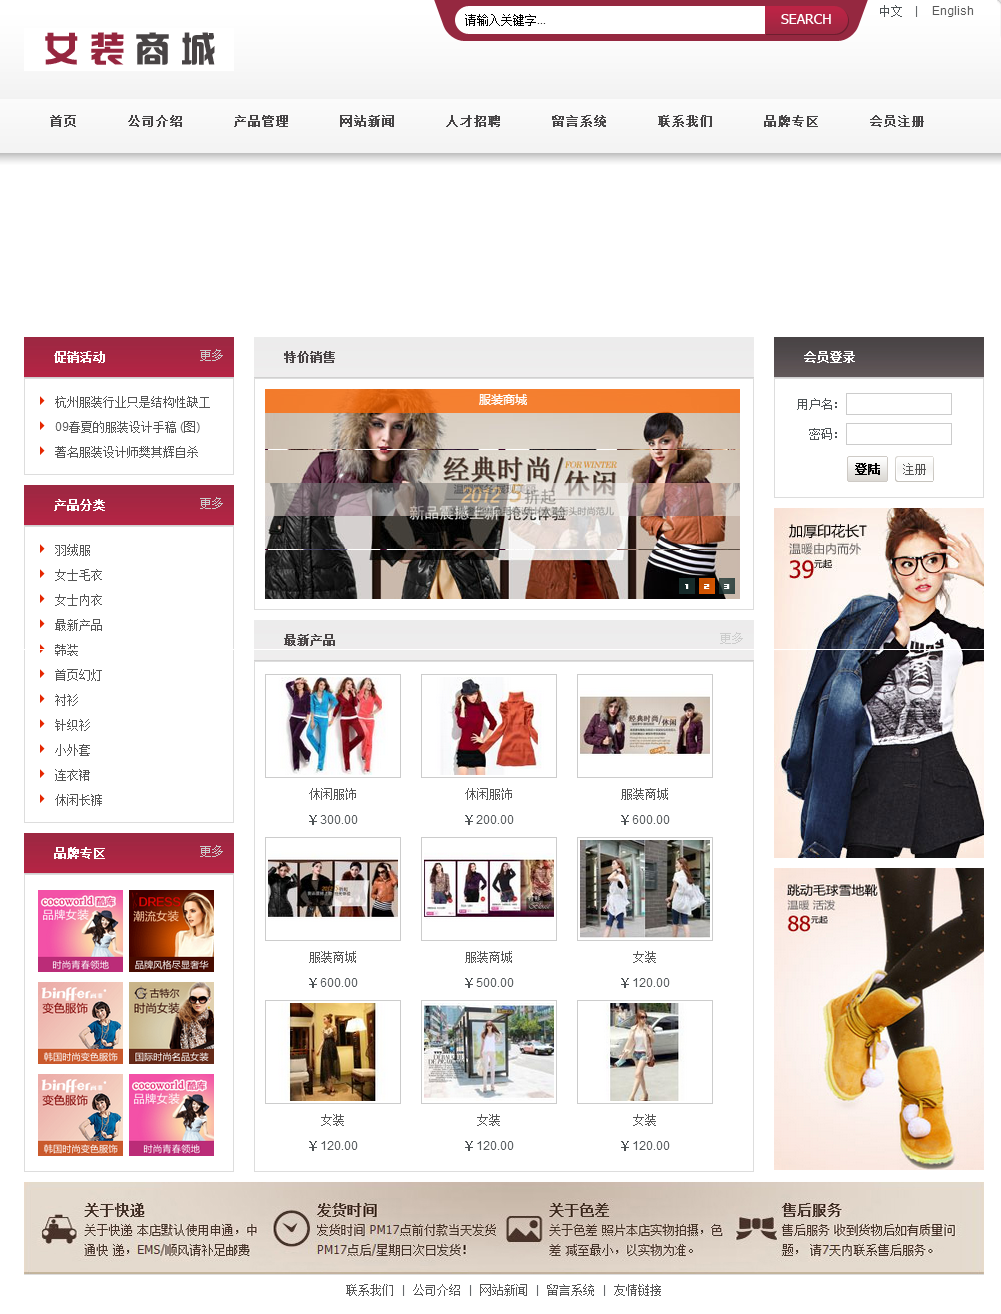 女装商城
请输入关键字...
SEARCH
中文 | English
首页 公司介绍 产品管理 网站新闻 人才招聘 留言系统 联系我们 品牌专区 会员注册
促销活动 更多
杭州服装行业只是结构性缺工
09春夏的服装设计手稿 (图)
著名服装设计师樊其辉自杀
产品分类 更多
羽绒服
女士毛衣
女士内衣
最新产品
韩装
首页幻灯
衬衫
针织衫
小外套
连衣裙
休闲长裤
品牌专区 更多
cocoworld 酷库
品牌女装
时尚青春领地
DRESS
潮流女装
品牌风格尽显奢华
binffer
变色服饰
韩国时尚变色服饰
古特尔
时尚女装
国际时尚名品女装
binffer
变色服饰
韩国时尚变色服饰
cocoworld 酷库
品牌女装
时尚青春领地
特价销售
服装商城
经典时尚/休闲
FOR WINTER
2012 5折起
新品震撼上新 抢先体验
1 2 3
最新产品 更多
经典时尚/休闲
休闲服饰
￥300.00
休闲服饰
￥200.00
服装商城
￥600.00
服装商城
￥600.00
服装商城
￥500.00
女装
￥120.00
女装
￥120.00
女装
￥120.00
女装
￥120.00
会员登录
用户名：
密码：
登陆 注册
加厚印花长T
温暖由内而外
39元起
跳动毛球雪地靴
温暖 活泼
88元起
关于快递
关于快递 本店默认使用申通，中
通快 递，EMS/顺风请补足邮费
发货时间
发货时间 PM17点前付款当天发货
PM17点后/星期日次日发货！
关于色差
关于色差 照片本店实物拍摄，色
差 减至最小，以实物为准。
售后服务
售后服务 收到货物后如有质量问
题， 请7天内联系售后服务。
联系我们 | 公司介绍 | 网站新闻 | 留言系统 | 友情链接